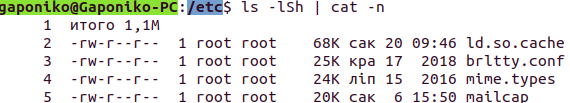 gaponiko@Gaponiko-PC:/etc$ ls -lSh | cat -n
1 итого 1,1M
2 -rw-r--r-- 1 root root 68K сак 20 09:46 ld.so.cache
3 -rw-r--r-- 1 root root 25K кра 17 2018 brltty.conf
4 -rw-r--r-- 1 root root 24K ліп 15 2016 mime.types
5 -rw-r--r-- 1 root root 20K сак 6 15:50 mailcap